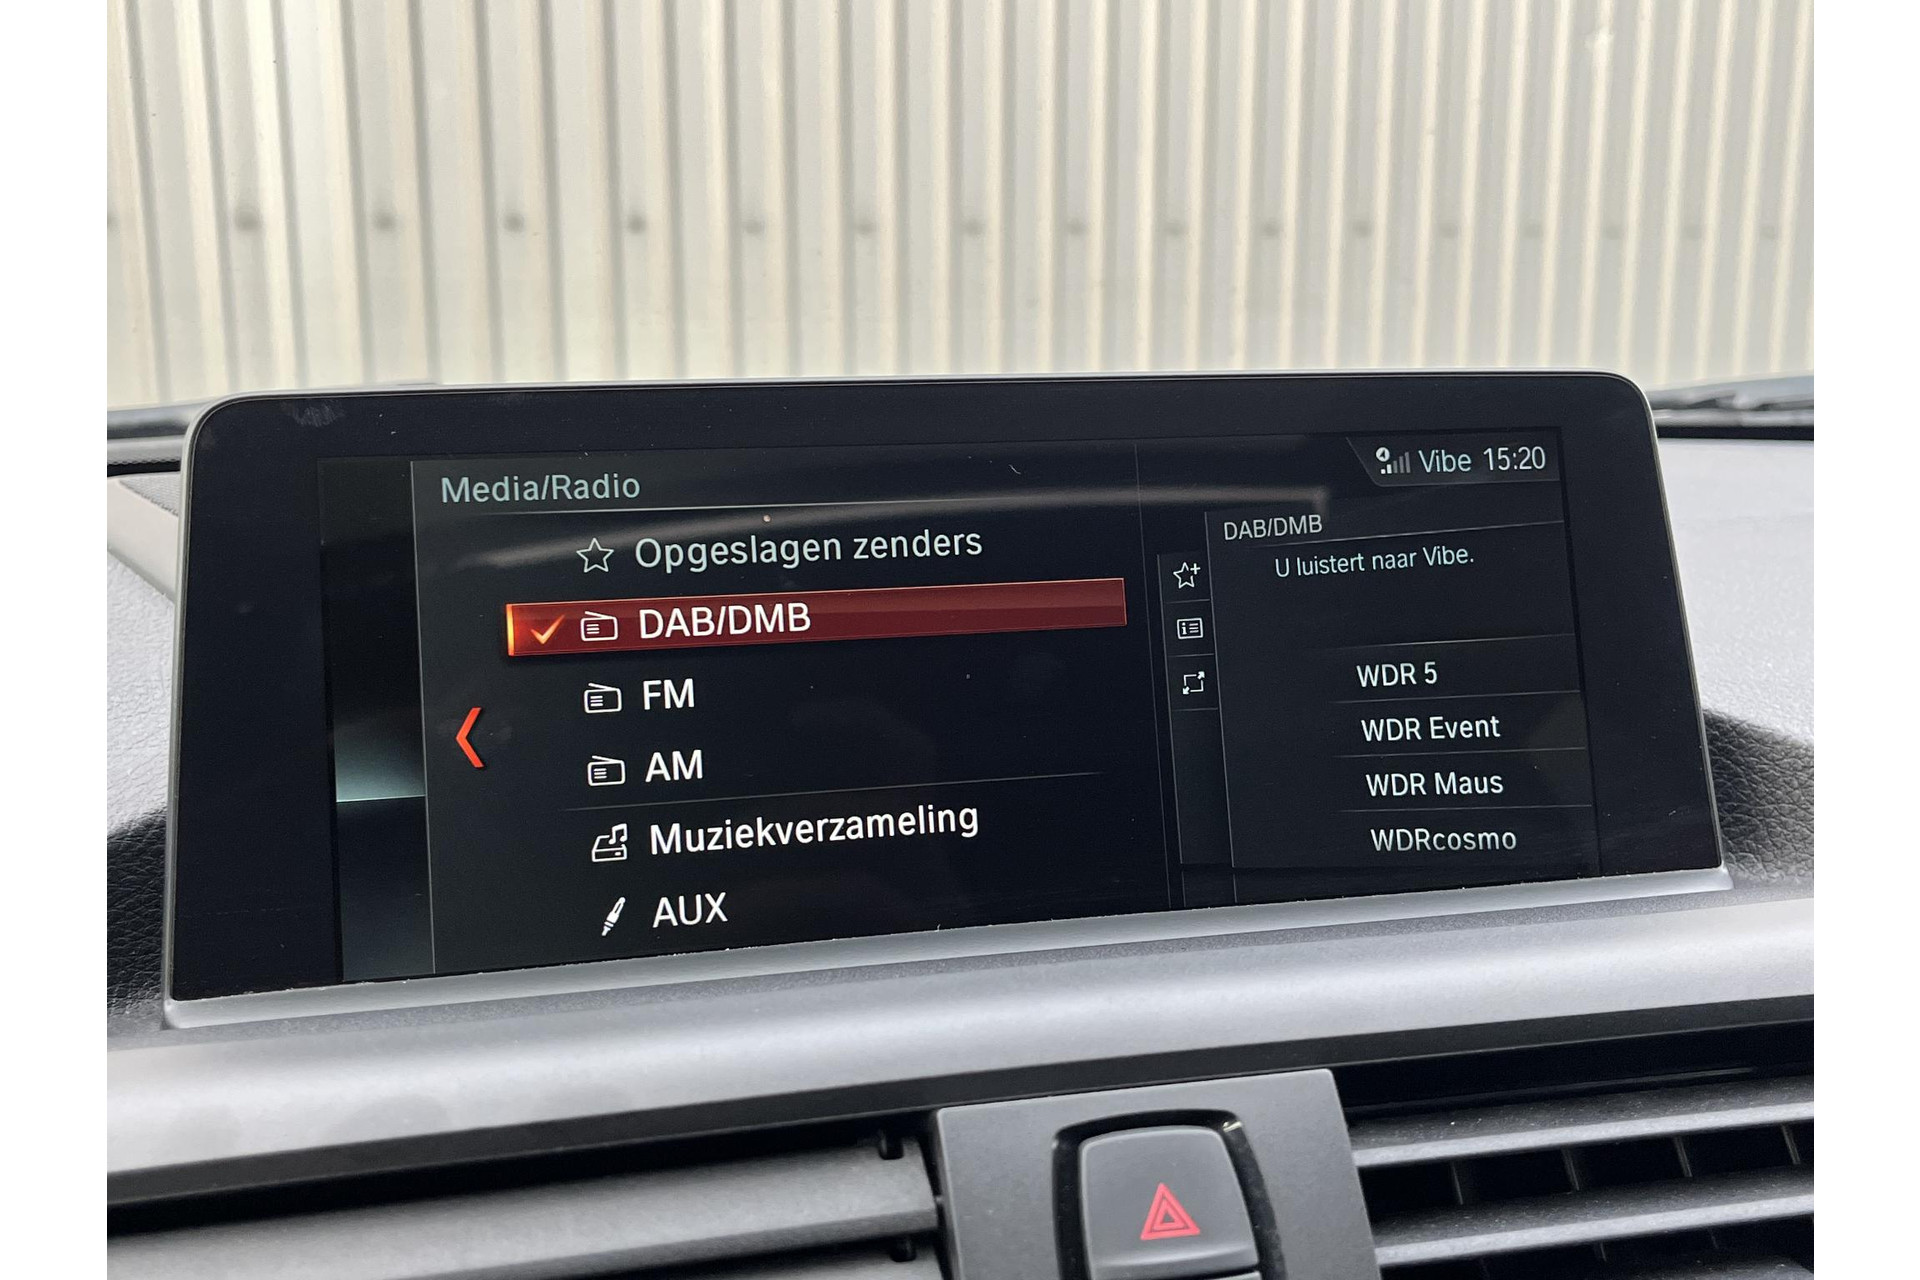 Media/Radio
Vibe 15:20
Opgeslagen zenders
DAB/DMB
FM
AM
Muziekverzameling
AUX
DAB/DMB
U luistert naar Vibe.
WDR 5
WDR Event
WDR Maus
WDRcosmo